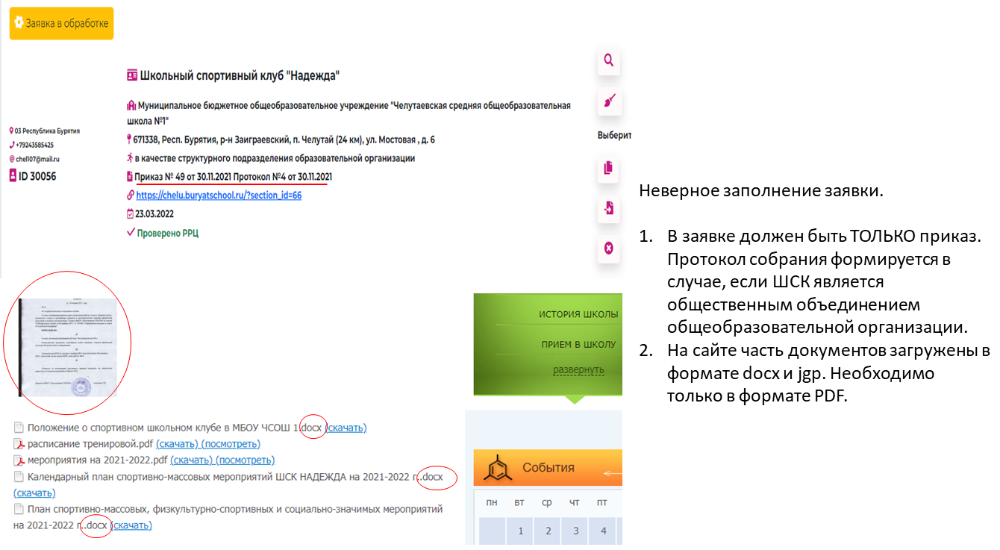 Заявка в обработке
Школьный спортивный клуб "Надежда"
Муниципальное бюджетное общеобразовательное учреждение "Челутаевская средняя общеобразовательная
школа №1"
03 Республика Бурятия
+79243585425
@ chel107@mail.ru
ID 30056
671338, Респ. Бурятия, р-н Заиграевский, п. Челутай (24 км), ул. Мостовая , д. 6
в качестве структурного подразделения образовательной организации
Приказ № 49 от 30.11.2021 Протокол №4 от 30.11.2021
https://chelu.buryatschool.ru/?section_id=66
23.03.2022
Проверено РРЦ
Выберит
Неверное заполнение заявки.
1. В заявке должен быть ТОЛЬКО приказ.
Протокол собрания формируется в
случае, если ШСК является
общественным объединением
общеобразовательной организации.
2. На сайте часть документов загружены в
формате docx и jgp. Необходимо
только в формате PDF.
ИСТОРИЯ ШКОЛЫ
ПРИЕМ В ШКОЛУ
развернуть
Положение о спортивном школьном клубе в МБОУ ЧСОШ 1.docx (скачать)
расписание тренировой.pdf (скачать) (посмотреть)
мероприятия на 2021-2022.pdf (скачать) (посмотреть)
Календарный план спортивно-массовых мероприятий ШСК НАДЕЖДА на 2021-2022 г..docx
(скачать)
План спортивно-массовых, физкультурно-спортивных и социально-значимых мероприятий
на 2021-2022 г..docx (скачать)
События
пн вт ср чт пт
1 2 3 4